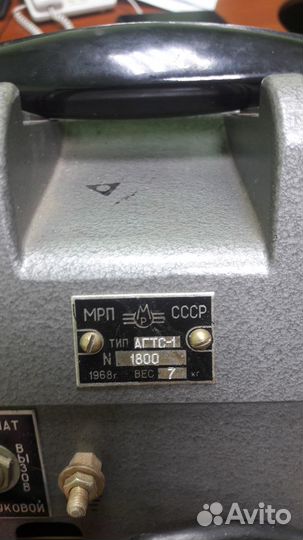 МРП СССР
ТИП АГТС-1
N 1800
1968г ВЕС 7 кг
ВЫЗОВ
Avito